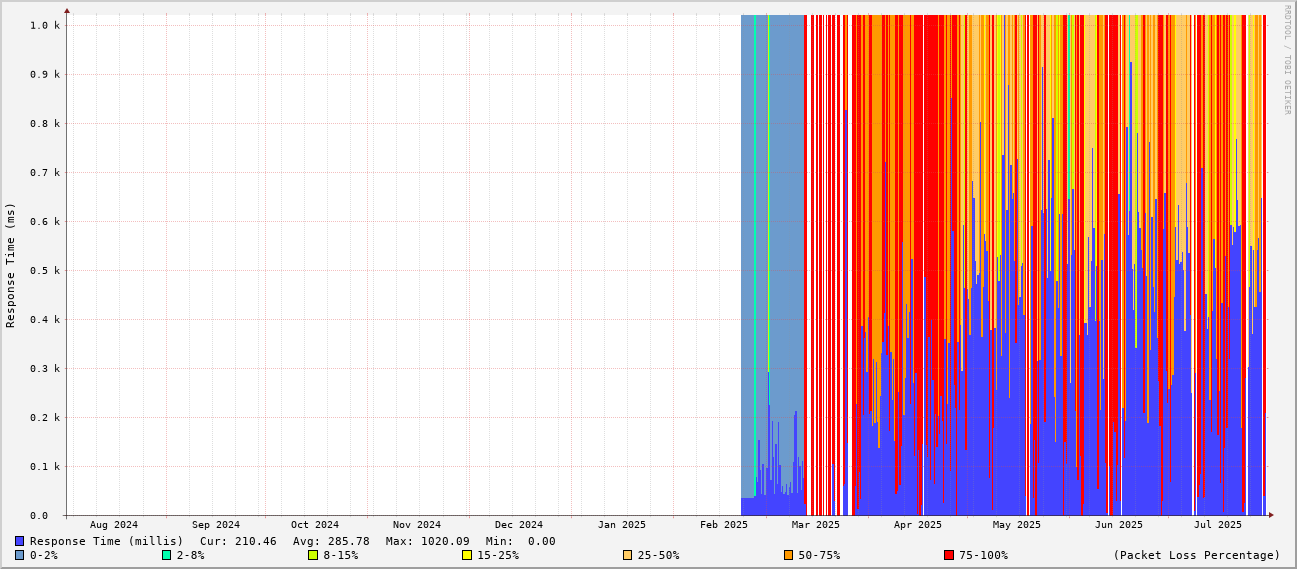 RRDTOOL / TOBI OETIKER
Response Time (ms)
1.0 k
0.9 k
0.8 k
0.7 k
0.6 k
0.5 k
0.4 k
0.3 k
0.2 k
0.1 k
0.0
Aug 2024 Sep 2024 Oct 2024 Nov 2024 Dec 2024 Jan 2025 Feb 2025 Mar 2025 Apr 2025 May 2025 Jun 2025 Jul 2025
Response Time (millis) Cur: 210.46 Avg: 285.78 Max: 1020.09 Min: 0.00
0-2% 2-8% 8-15% 15-25% 25-50% 50-75% 75-100% (Packet Loss Percentage)